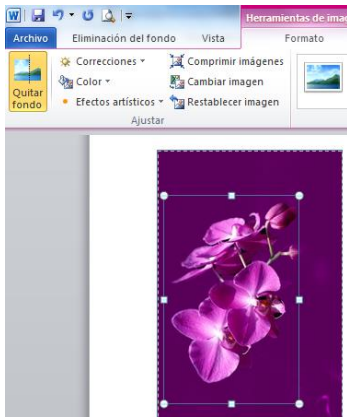 Herramientas de imag
Archivo Eliminación del fondo Vista Formato
Quitar fondo
Correcciones Comprimir imágenes
Color Cambiar imagen
Efectos artísticos Restablecer imagen
Ajustar